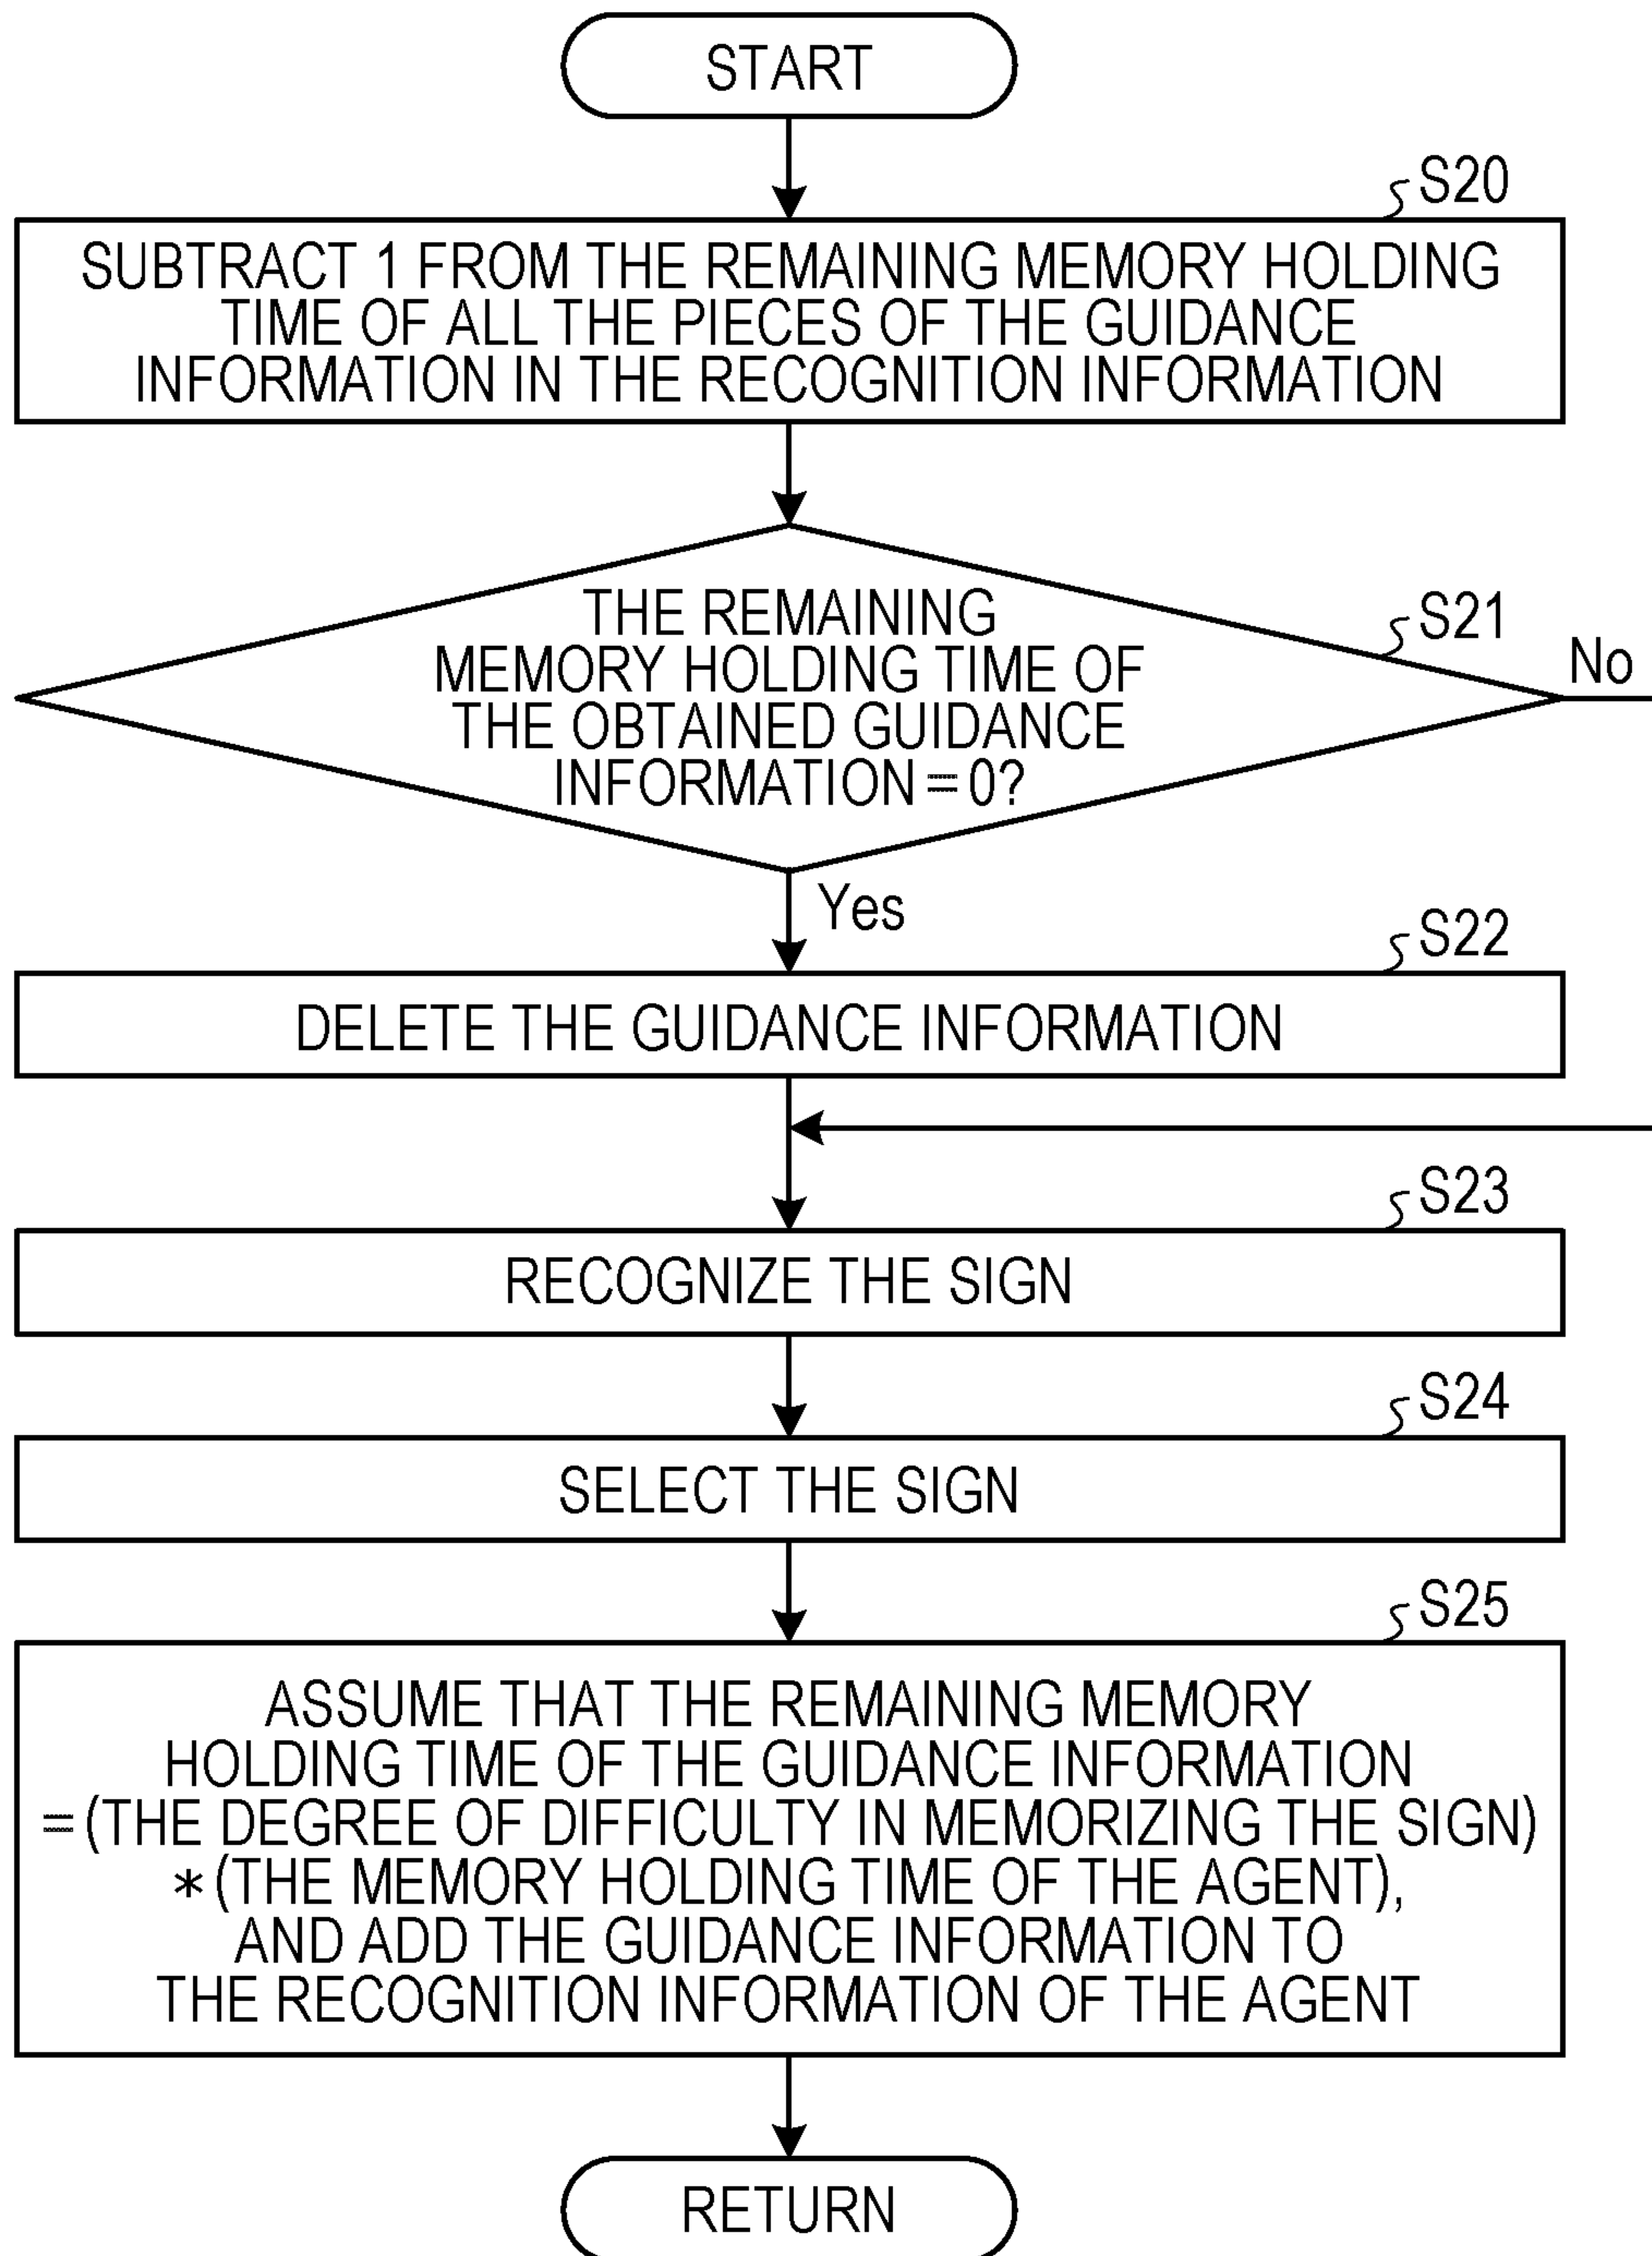 START
S20
SUBTRACT 1 FROM THE REMAINING MEMORY HOLDING
TIME OF ALL THE PIECES OF THE GUIDANCE
INFORMATION IN THE RECOGNITION INFORMATION
S21
No
THE REMAINING
MEMORY HOLDING TIME OF
THE OBTAINED GUIDANCE
INFORMATION = 0?
Yes
S22
DELETE THE GUIDANCE INFORMATION
S23
RECOGNIZE THE SIGN
S24
SELECT THE SIGN
S25
ASSUME THAT THE REMAINING MEMORY
HOLDING TIME OF THE GUIDANCE INFORMATION
= (THE DEGREE OF DIFFICULTY IN MEMORIZING THE SIGN)
* (THE MEMORY HOLDING TIME OF THE AGENT),
AND ADD THE GUIDANCE INFORMATION TO
THE RECOGNITION INFORMATION OF THE AGENT
RETURN